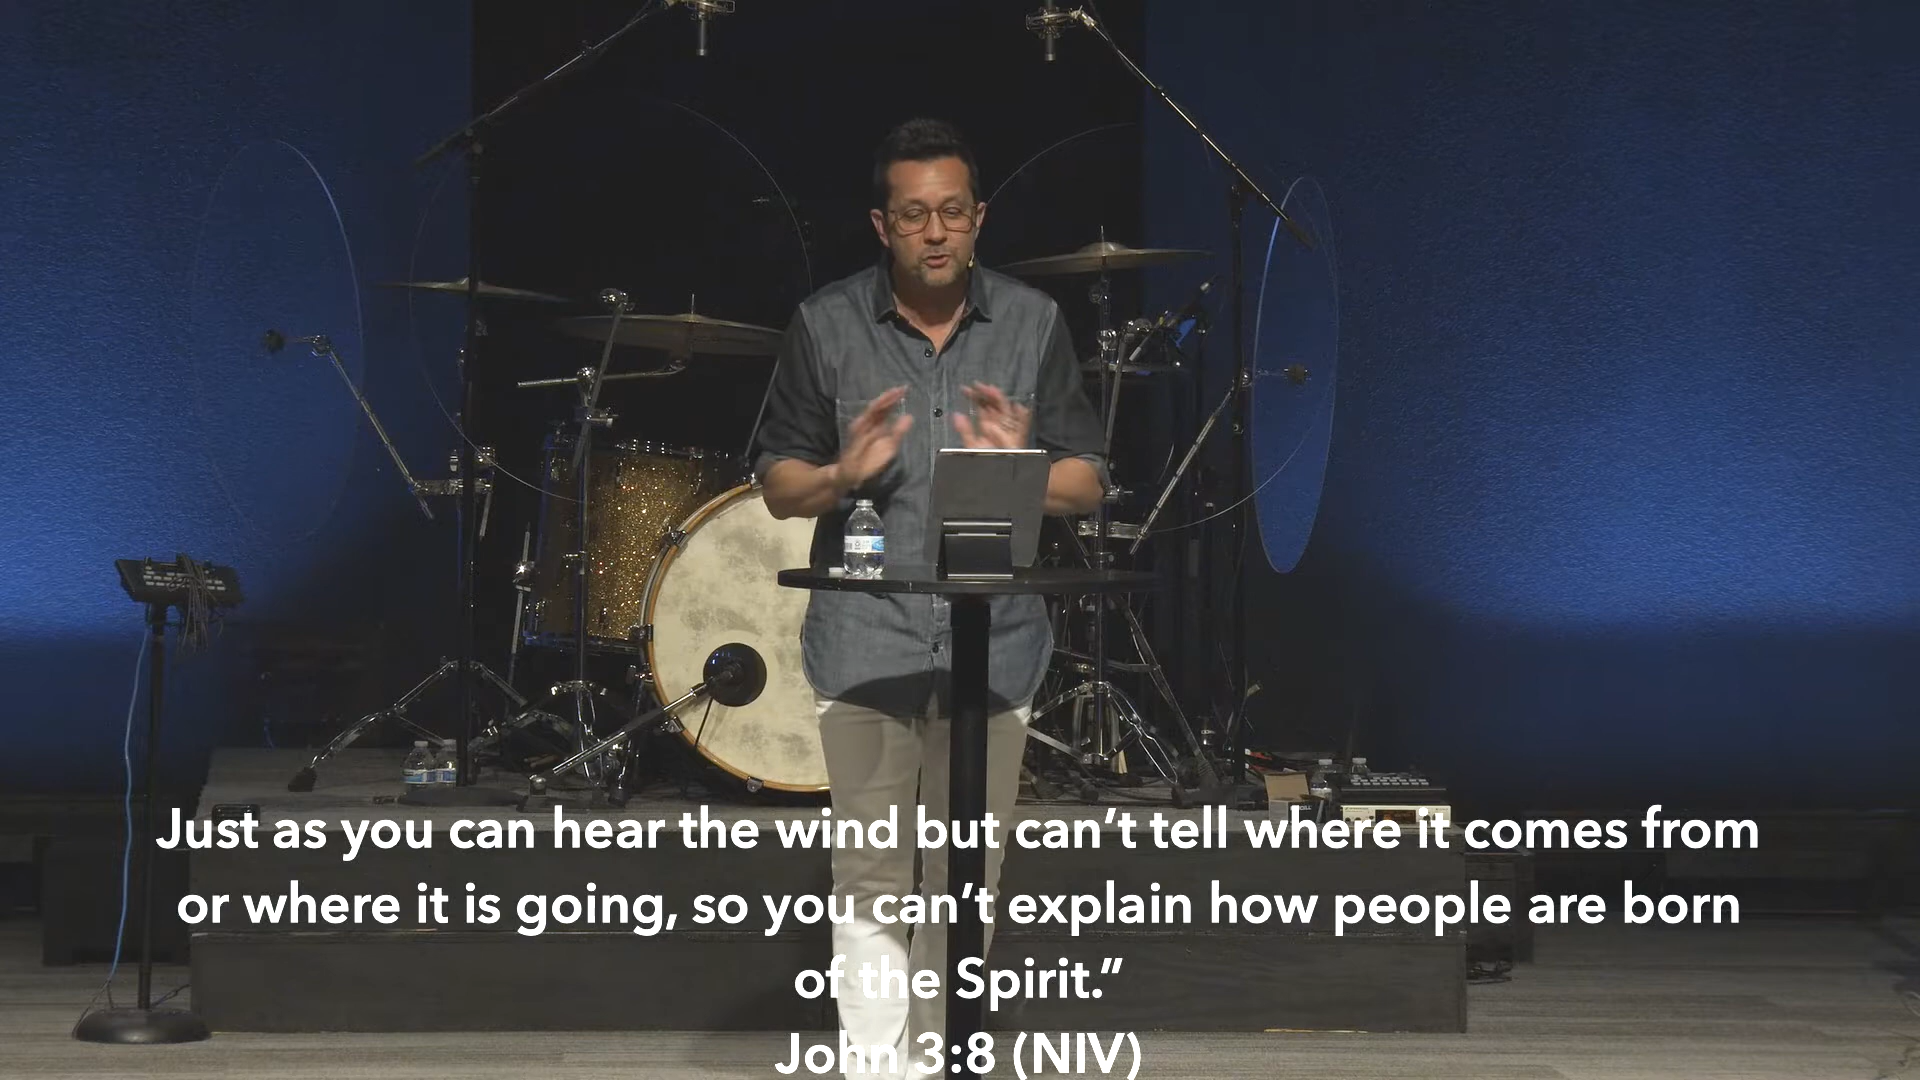 Just as you can hear the wind but can’t tell where it comes from
or where it is going, so you can’t explain how people are born
of the Spirit.”
John 3:8 (NIV)